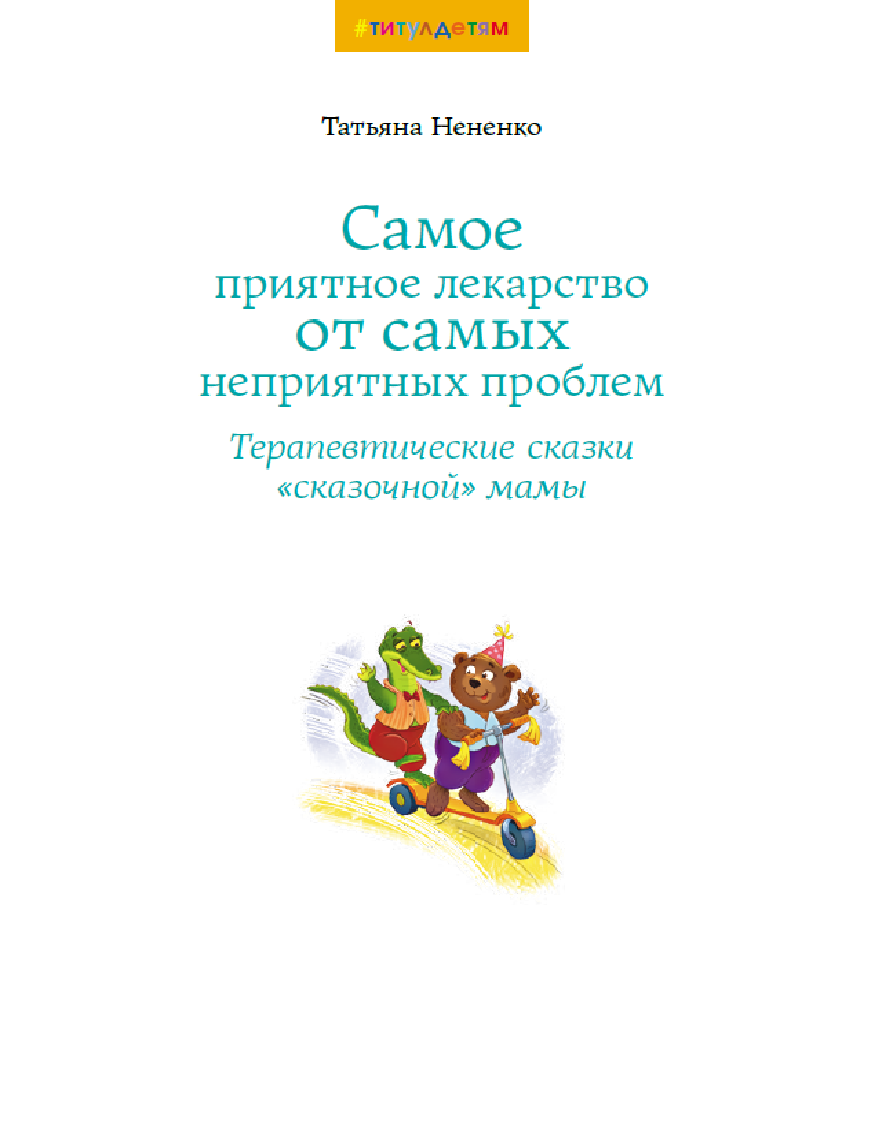 #титулдетям
Татьяна Нененко
Самое
приятное лекарство
от самых
неприятных проблем
Терапевтические сказки
«сказочной» мамы